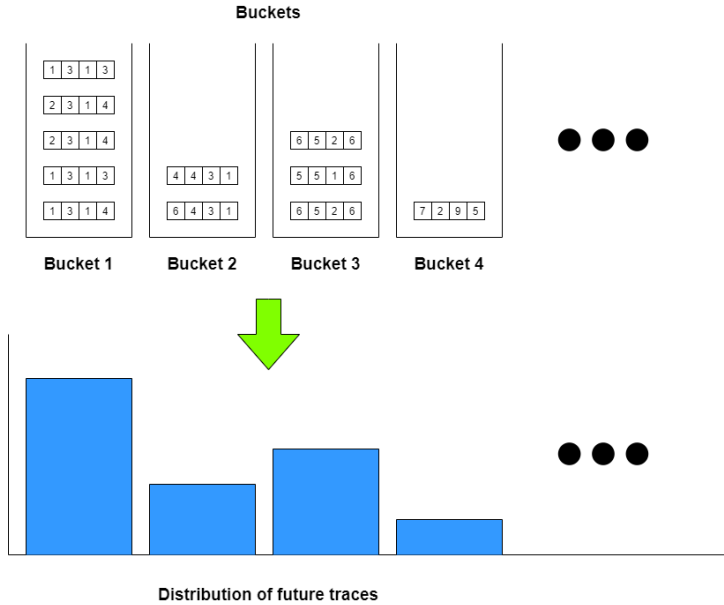 Buckets
1 3 1 3
2 3 1 4
2 3 1 4 6 5 2 6
1 3 1 3 4 4 3 1 5 5 1 6
1 3 1 4 6 4 3 1 6 5 2 6 7 2 9 5
Bucket 1 Bucket 2 Bucket 3 Bucket 4
Distribution of future traces